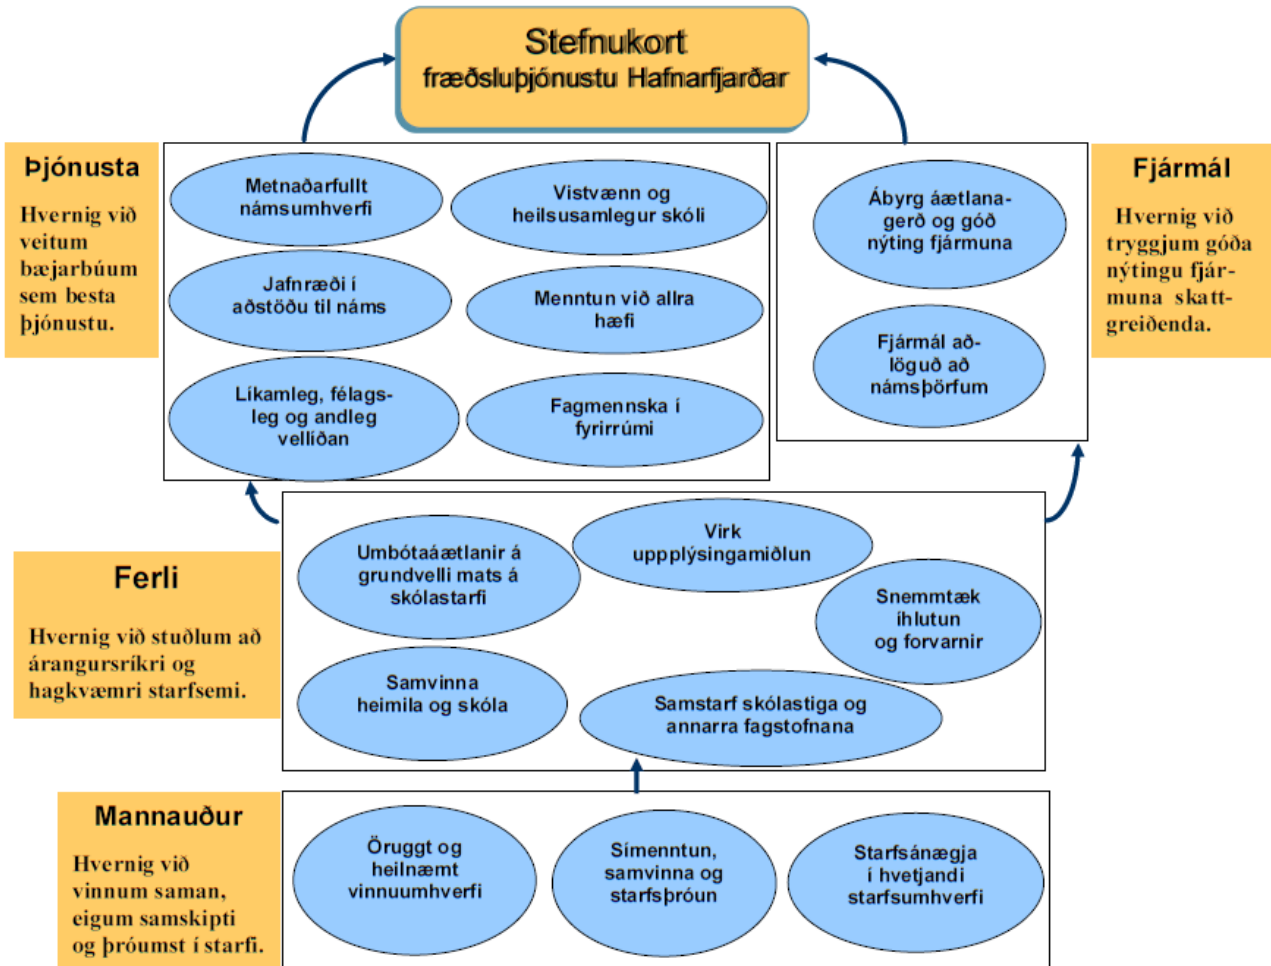 Stefnukort
fræðsluþjónustu Hafnarfjarðar
Þjónusta
Hvernig við
veitum
bæjarbúum
sem besta
þjónustu.
Metnaðarfullt
námsumhverfi
Vistvænn og
heilsusamlegur skóli
Jafnræði í
aðstöðu til náms
Menntun við allra
hæfi
Líkamleg, félags-
leg og andleg
vellíðan
Fagmennska í
fyrirrúmi
Ábyrg áætlana-
gerð og góð
nýting fjármuna
Fjármál að-
löguð að
námsþörfum
Fjármál
Hvernig við
tryggjum góða
nýtingu fjár-
muna skatt-
greiðenda.
Ferli
Hvernig við stuðlum að
árangursríkri og
hagkvæmri starfsemi.
Umbótaáætlanir á
grundvelli mats á
skólastarfi
Virk
uppplýsingamiðlun
Snemmtæk
íhlutun
og forvarnir
Samvinna
heimila og skóla
Samstarf skólastiga og
annarra fagstofnana
Mannauður
Hvernig við
vinnum saman,
eigum samskipti
og þróumst í starfi.
Öruggt og
heilnæmt
vinnuumhverfi
Símenntun,
samvinna og
starfsþróun
Starfsánægja
í hvetjandi
starfsumhverfi